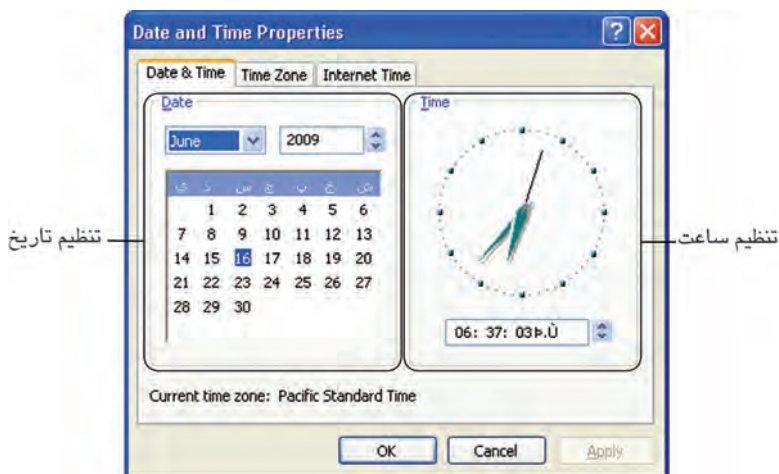 Date and Time Properties
Date & Time Time Zone Internet Time
Date
June 2009
ی د س چ پ ج ش
1 2 3 4 5 6
7 8 9 10 11 12 13
14 15 16 17 18 19 20
21 22 23 24 25 26 27
28 29 30
Time
06: 37: 03 Þ.Ù
تنظیم تاریخ
تنظیم ساعت
Current time zone: Pacific Standard Time
OK Cancel Apply